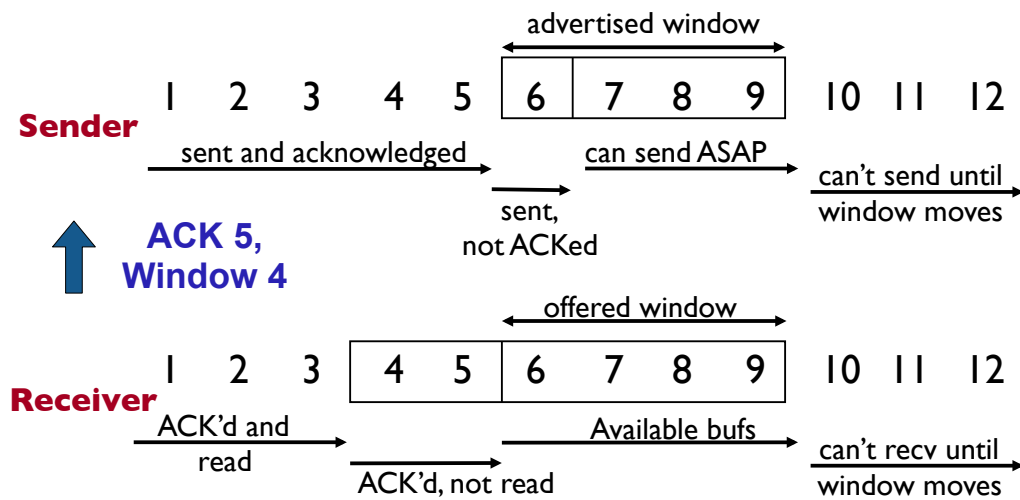 advertised window
1 2 3 4 5 6 7 8 9 10 11 12
Sender
sent and acknowledged
can send ASAP
can't send until
window moves
sent,
not ACKed
ACK 5,
Window 4
offered window
1 2 3 4 5 6 7 8 9 10 11 12
Receiver
ACK'd and
read
Available bufs
can't recv until
window moves
ACK'd, not read